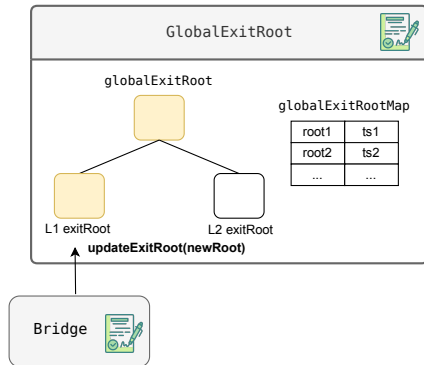 GlobalExitRoot
globalExitRoot
globalExitRootMap
root1 ts1
root2 ts2
... ...
L1 exitRoot L2 exitRoot
updateExitRoot(newRoot)
Bridge